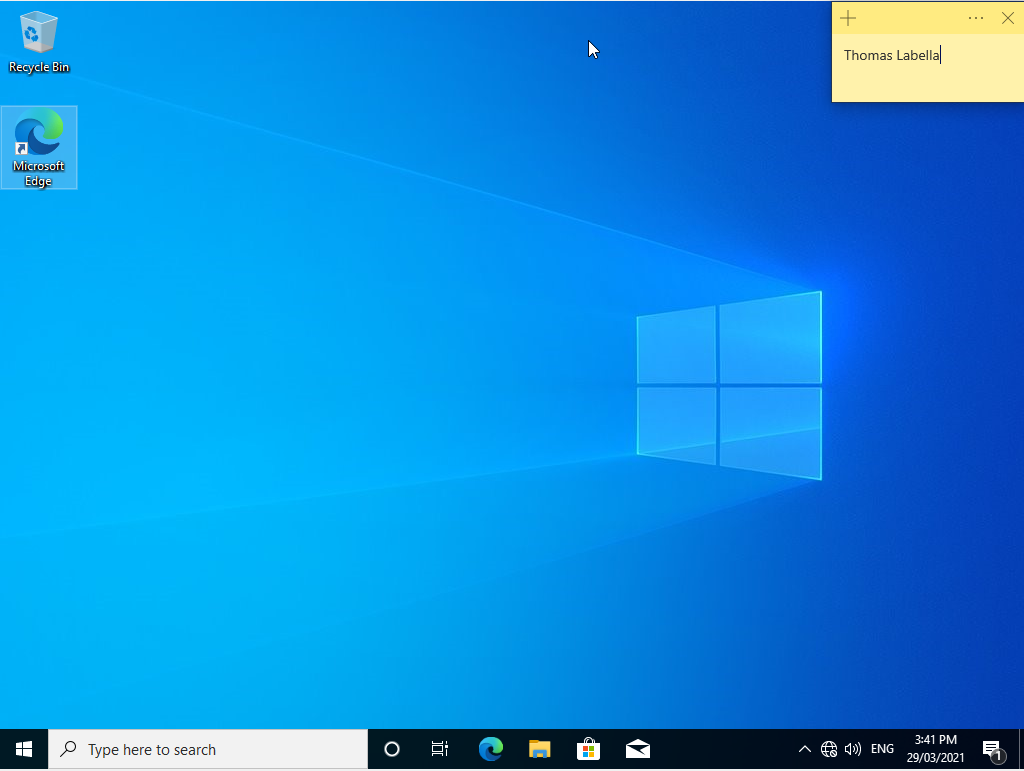 Recycle Bin
Thomas Labella
Microsoft
Edge
Type here to search
ENG
3:41 PM
29/03/2021
1